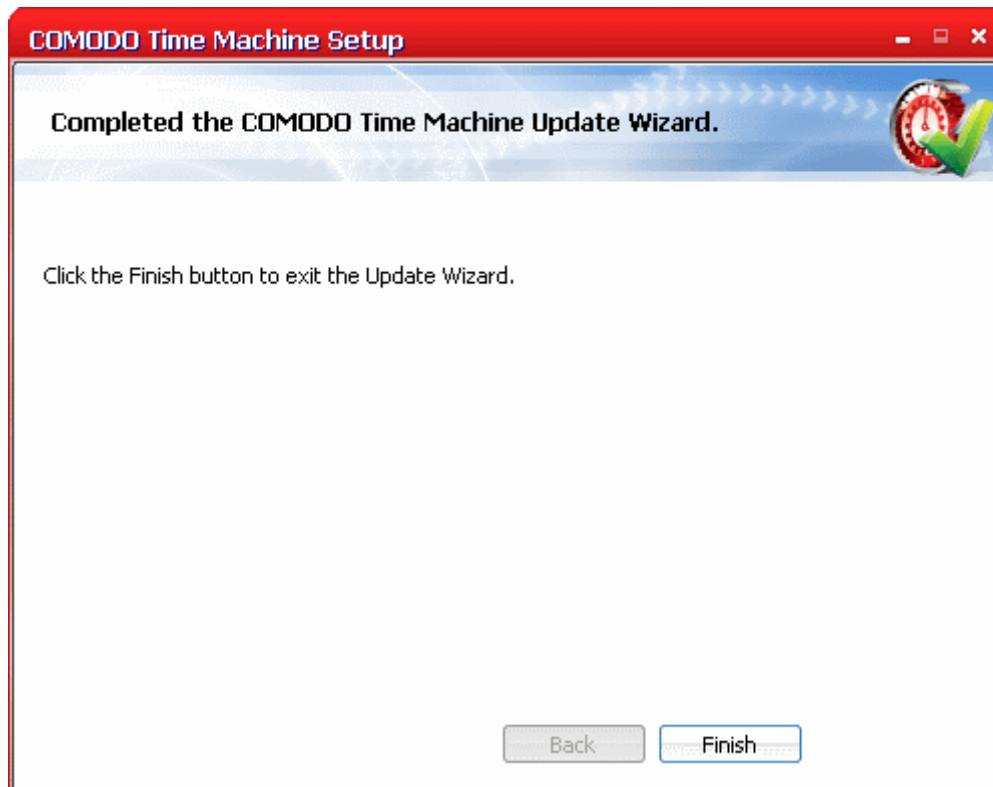 COMODO Time Machine Setup
Completed the COMODO Time Machine Update Wizard.
Click the Finish button to exit the Update Wizard.
Back
Finish